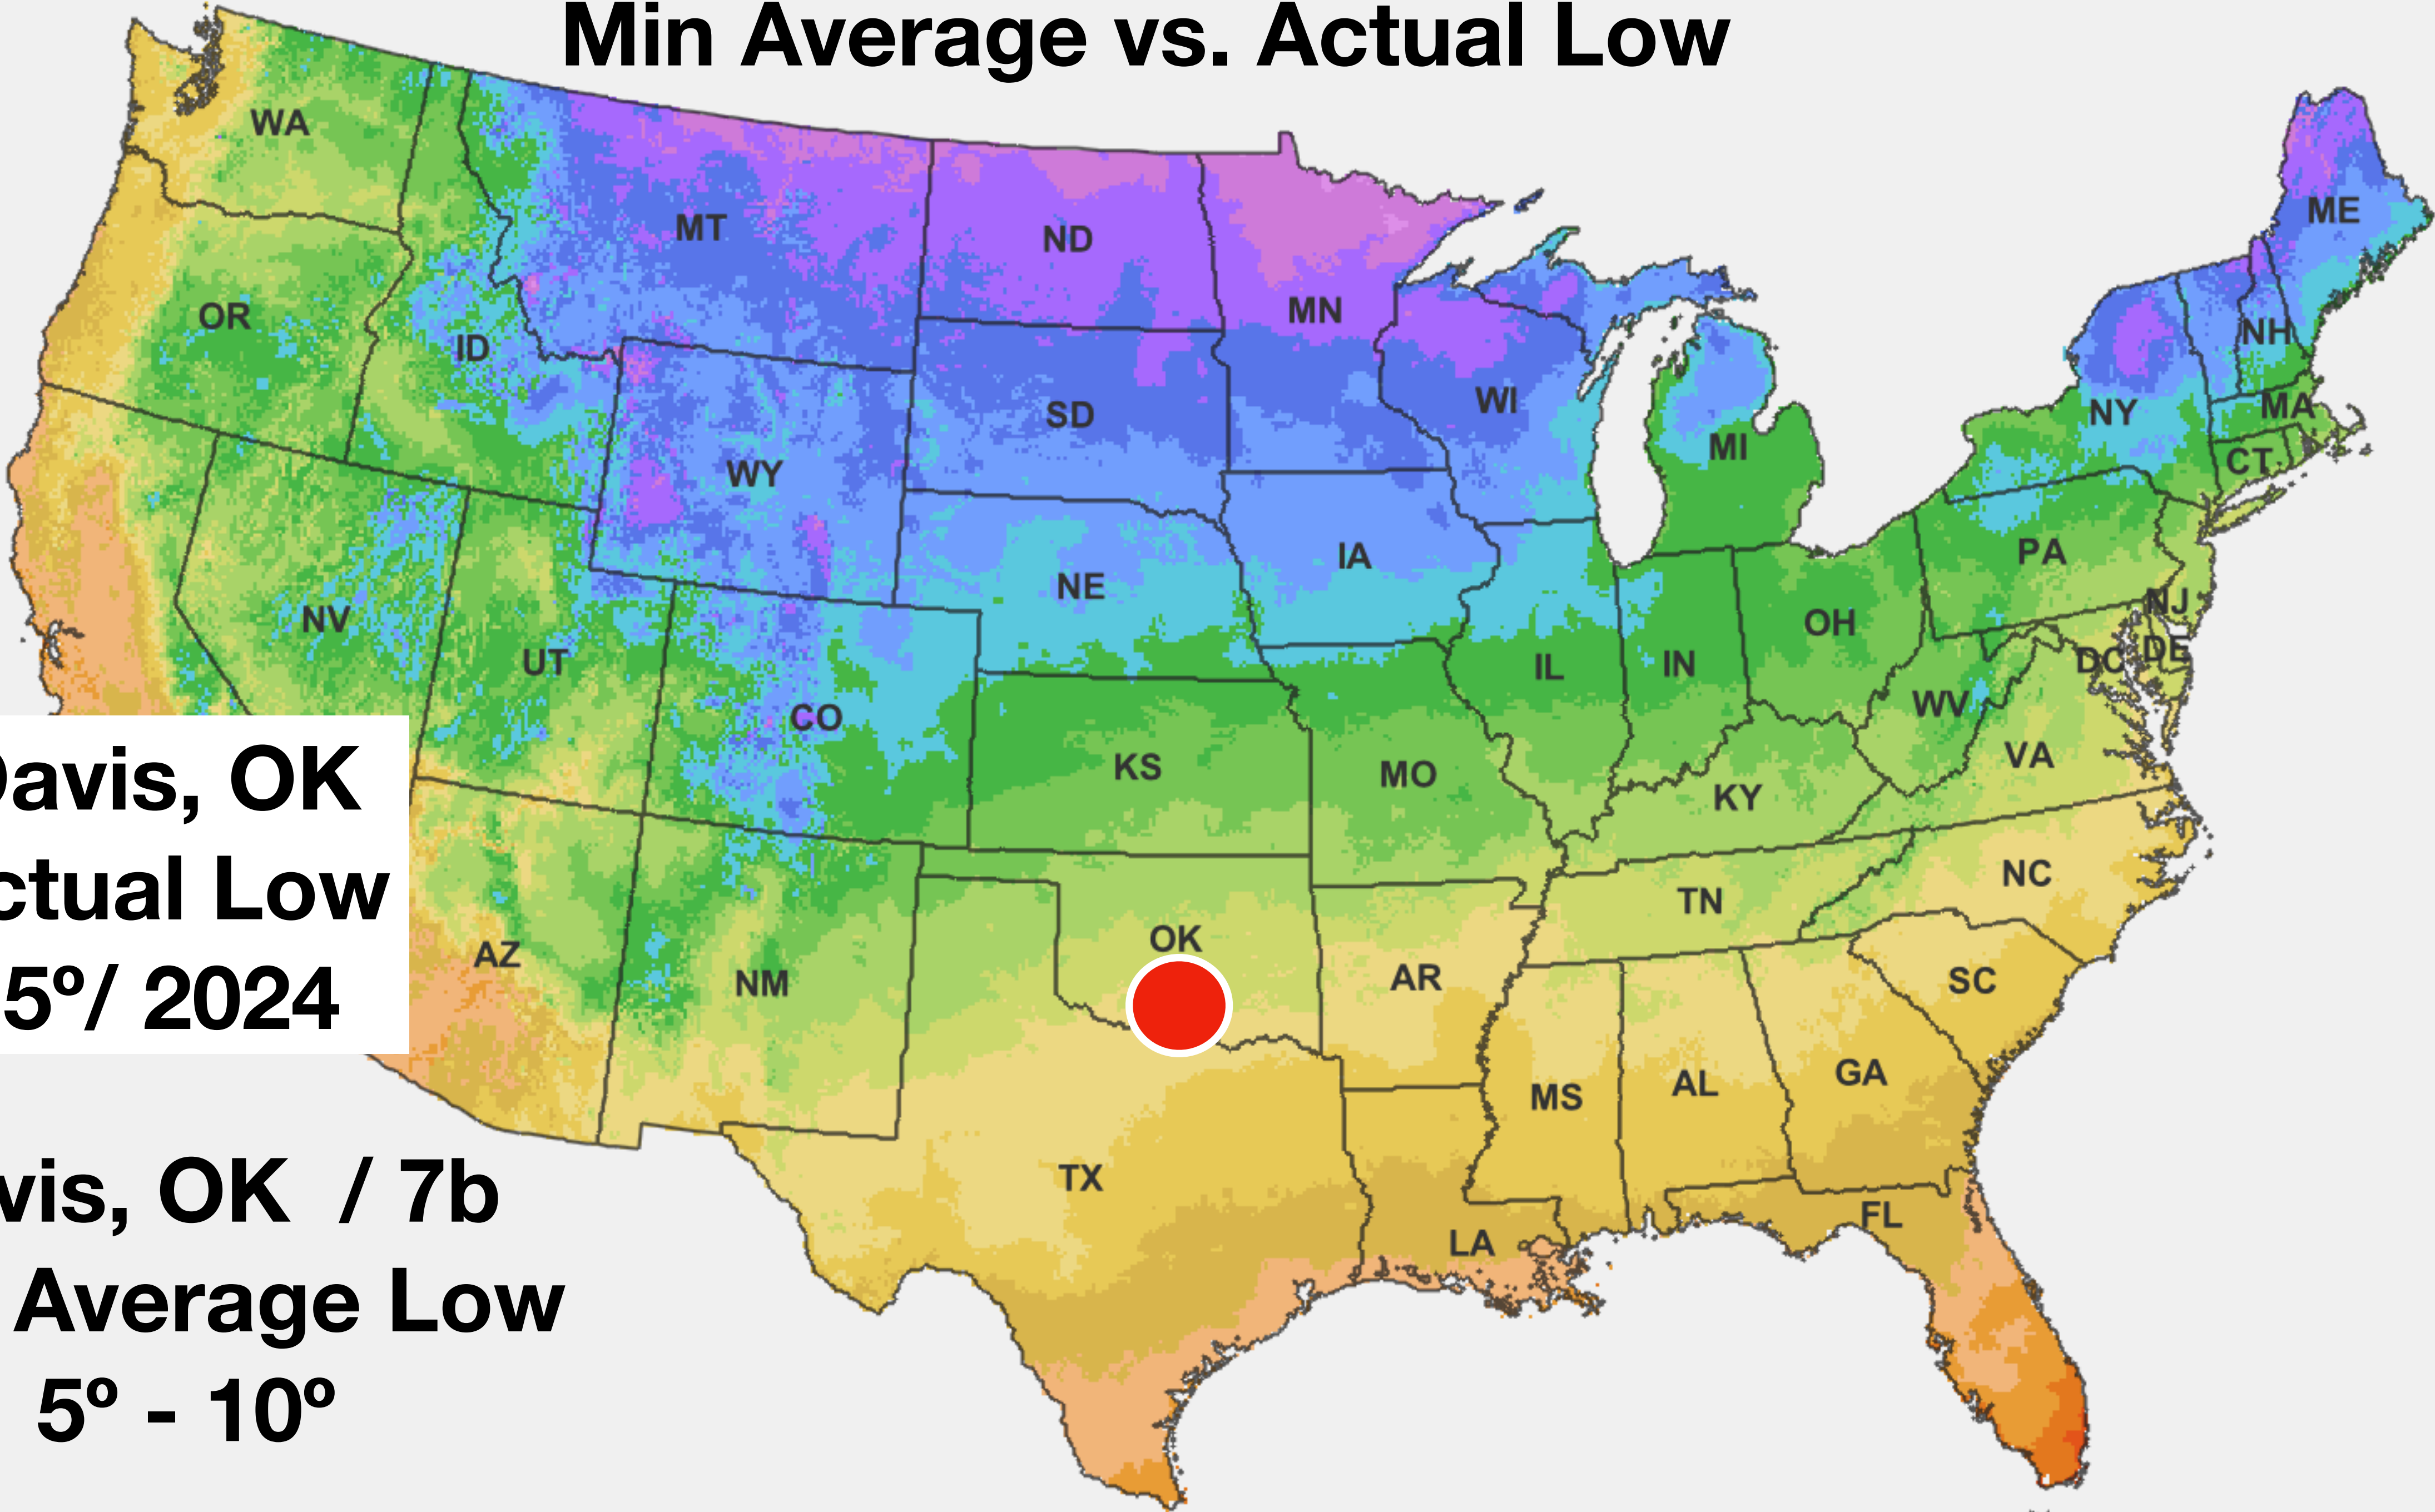 Min Average vs. Actual Low
WA
MT
ND
MN
ME
OR
ID
SD
WI
NH
NY
MA
MI
CT
WY
IA
NE
PA
NV
NJ
OH
UT
IL
IN
DC
DE
WV
CO
VA
KS
MO
KY
NC
TN
OK
AZ
NM
AR
SC
MS
AL
GA
TX
LA
FL
Davis, OK
ctual Low
5º/ 2024
vis, OK / 7b
Average Low
5º - 10º